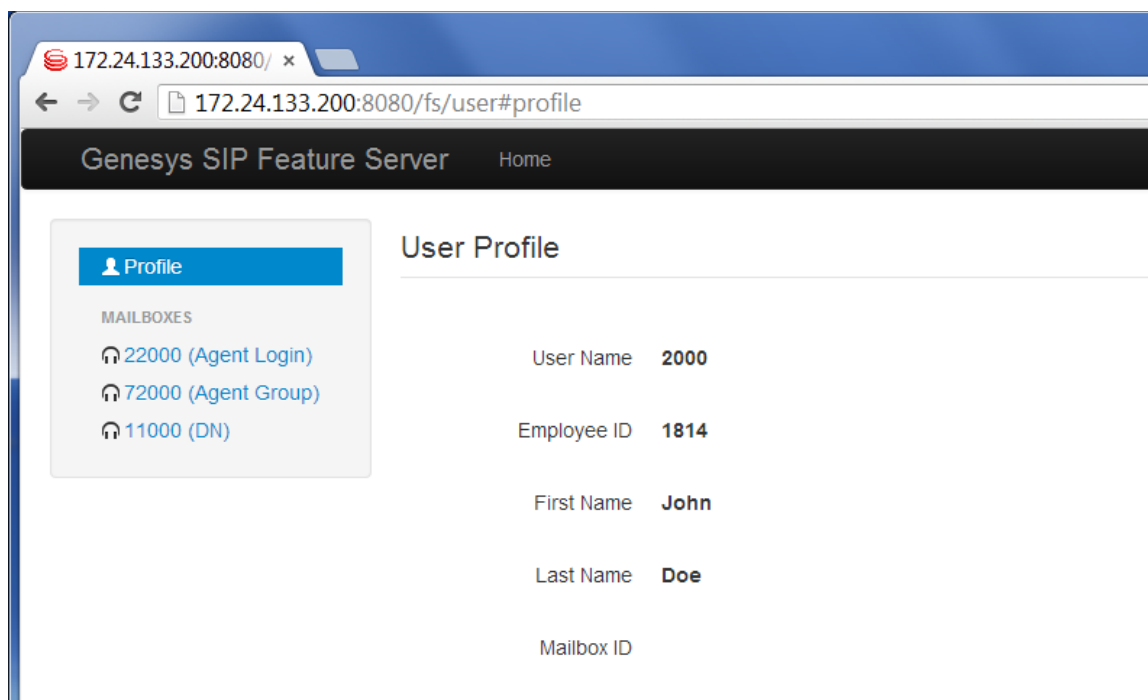 172.24.133.200:8080/ ×
172.24.133.200:8080/fs/user#profile
Genesys SIP Feature Server Home
Profile
MAILBOXES
22000 (Agent Login)
72000 (Agent Group)
11000 (DN)
User Profile
User Name 2000
Employee ID 1814
First Name John
Last Name Doe
Mailbox ID